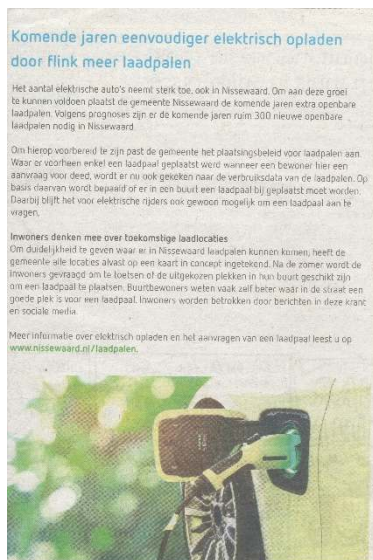 Komende jaren eenvoudiger elektrisch opladen
door flink meer laadpalen
Het aantal elektrische auto's neemt sterk toe, ook in Nissewaard. Om aan deze groei
te kunnen voldoen plaatst de gemeente Nissewaard de komende jaren extra openbare
laadpalen. Volgens prognoses zijn er de komende jaren ruim 300 nieuwe openbare
laadpalen nodig in Nissewaard.
Om hierop voorbereid te zijn past de gemeente het plaatsingsbeleid voor laadpalen aan.
Waar er voorheen enkel een laadpaal geplaatst werd wanneer een bewoner hier een
aanvraag voor deed, wordt er nu ook gekeken naar de verbruiksdata van de laadpalen. Op
basis daarvan wordt bepaald of er in een buurt een laadpaal bij geplaatst moet worden.
Daarbij blijft het voor elektrische rijders ook gewoon mogelijk om een laadpaal aan te
vragen.
Inwoners denken mee over toekomstige laadlocaties
Om duidelijkheid te geven waar er in Nissewaard laadpalen kunnen komen, heeft de
gemeente alle locaties alvast op een kaart in concept ingetekend. Na de zomer wordt de
inwoners gevraagd om te toetsen of de uitgekozen plekken in hun buurt geschikt zijn
om een laadpaal te plaatsen. Buurtbewoners weten vaak zelf beter waar in de straat een
goede plek is voor een laadpaal. Inwoners worden betrokken door berichten in deze krant
en sociale media.
Meer informatie over elektrisch opladen en het aanvragen van een laadpaal leest u op
www.nissewaard.nl/laadpalen.